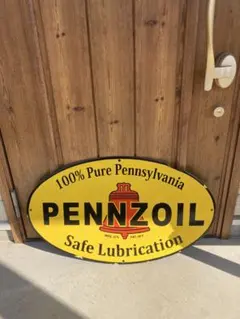 100% Pure Pennsylvania
PENNZOIL
Safe Lubrication